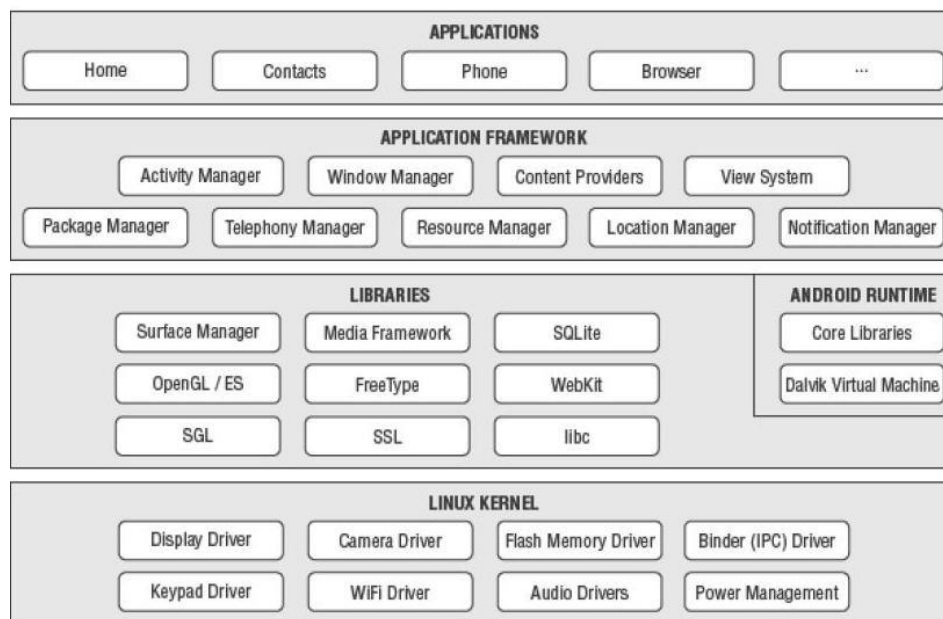 APPLICATIONS
Home Contacts Phone Browser ...
APPLICATION FRAMEWORK
Activity Manager Window Manager Content Providers View System
Package Manager Telephony Manager Resource Manager Location Manager Notification Manager
LIBRARIES
Surface Manager Media Framework SQLite
OpenGL / ES FreeType WebKit
SGL SSL libc
ANDROID RUNTIME
Core Libraries
Dalvik Virtual Machine
LINUX KERNEL
Display Driver Camera Driver Flash Memory Driver Binder (IPC) Driver
Keypad Driver WiFi Driver Audio Drivers Power Management